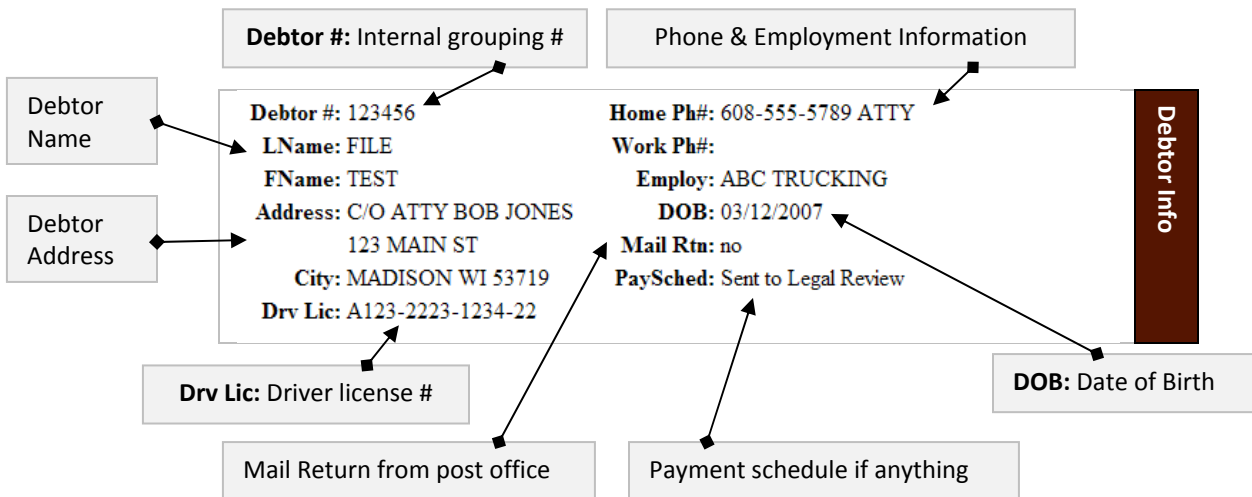 Debtor #: Internal grouping #
Phone & Employment Information
Debtor
Name
Debtor
Address
Debtor #: 123456
LName: FILE
FName: TEST
Address: C/O ATTY BOB JONES
123 MAIN ST
City: MADISON WI 53719
Drv Lic: A123-2223-1234-22
Home Ph#: 608-555-5789 ATTY
Work Ph#:
Employ: ABC TRUCKING
DOB: 03/12/2007
Mail Rtn: no
PaySched: Sent to Legal Review
Debtor Info
Drv Lic: Driver license #
DOB: Date of Birth
Mail Return from post office
Payment schedule if anything